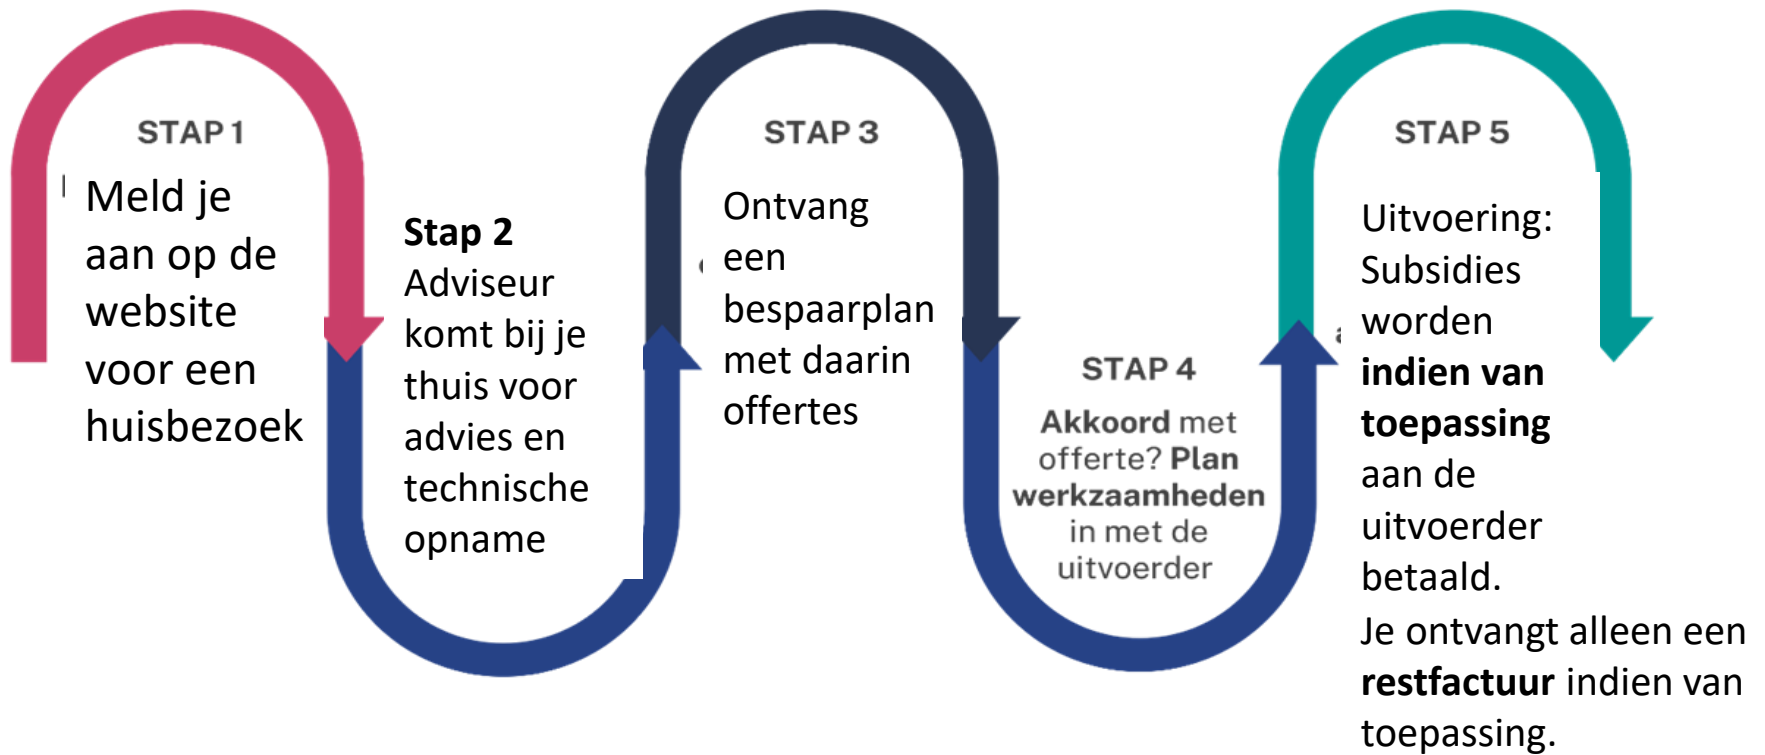 STAP 1
Meld je
aan op de
website
voor een
huisbezoek
Stap 2
Adviseur
komt bij je
thuis voor
advies en
technische
opname
STAP 3
Ontvang
een
bespaarplan
met daarin
offertes
STAP 4
Akkoord met
offerte? Plan
werkzaamheden
in met de
uitvoerder
STAP 5
Uitvoering:
Subsidies
worden
indien van
toepassing
aan de
uitvoerder
betaald.
Je ontvangt alleen een
restfactuur indien van
toepassing.